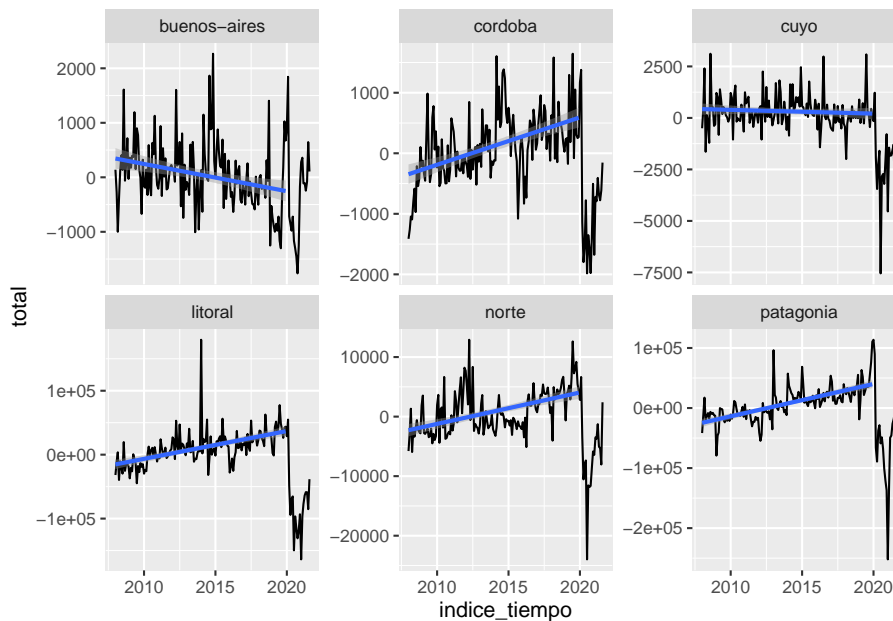 buenos−aires
cordoba
cuyo
2000
1000
0
−1000
1000
0
−1000
−2000
2500
0
−2500
−5000
−7500
litoral
norte
patagonia
1e+05
0e+00
−1e+05
10000
0
−10000
−20000
1e+05
0e+00
−1e+05
−2e+05
2010
2015
2020
2010
2015
2020
2010
2015
2020
total
indice_tiempo